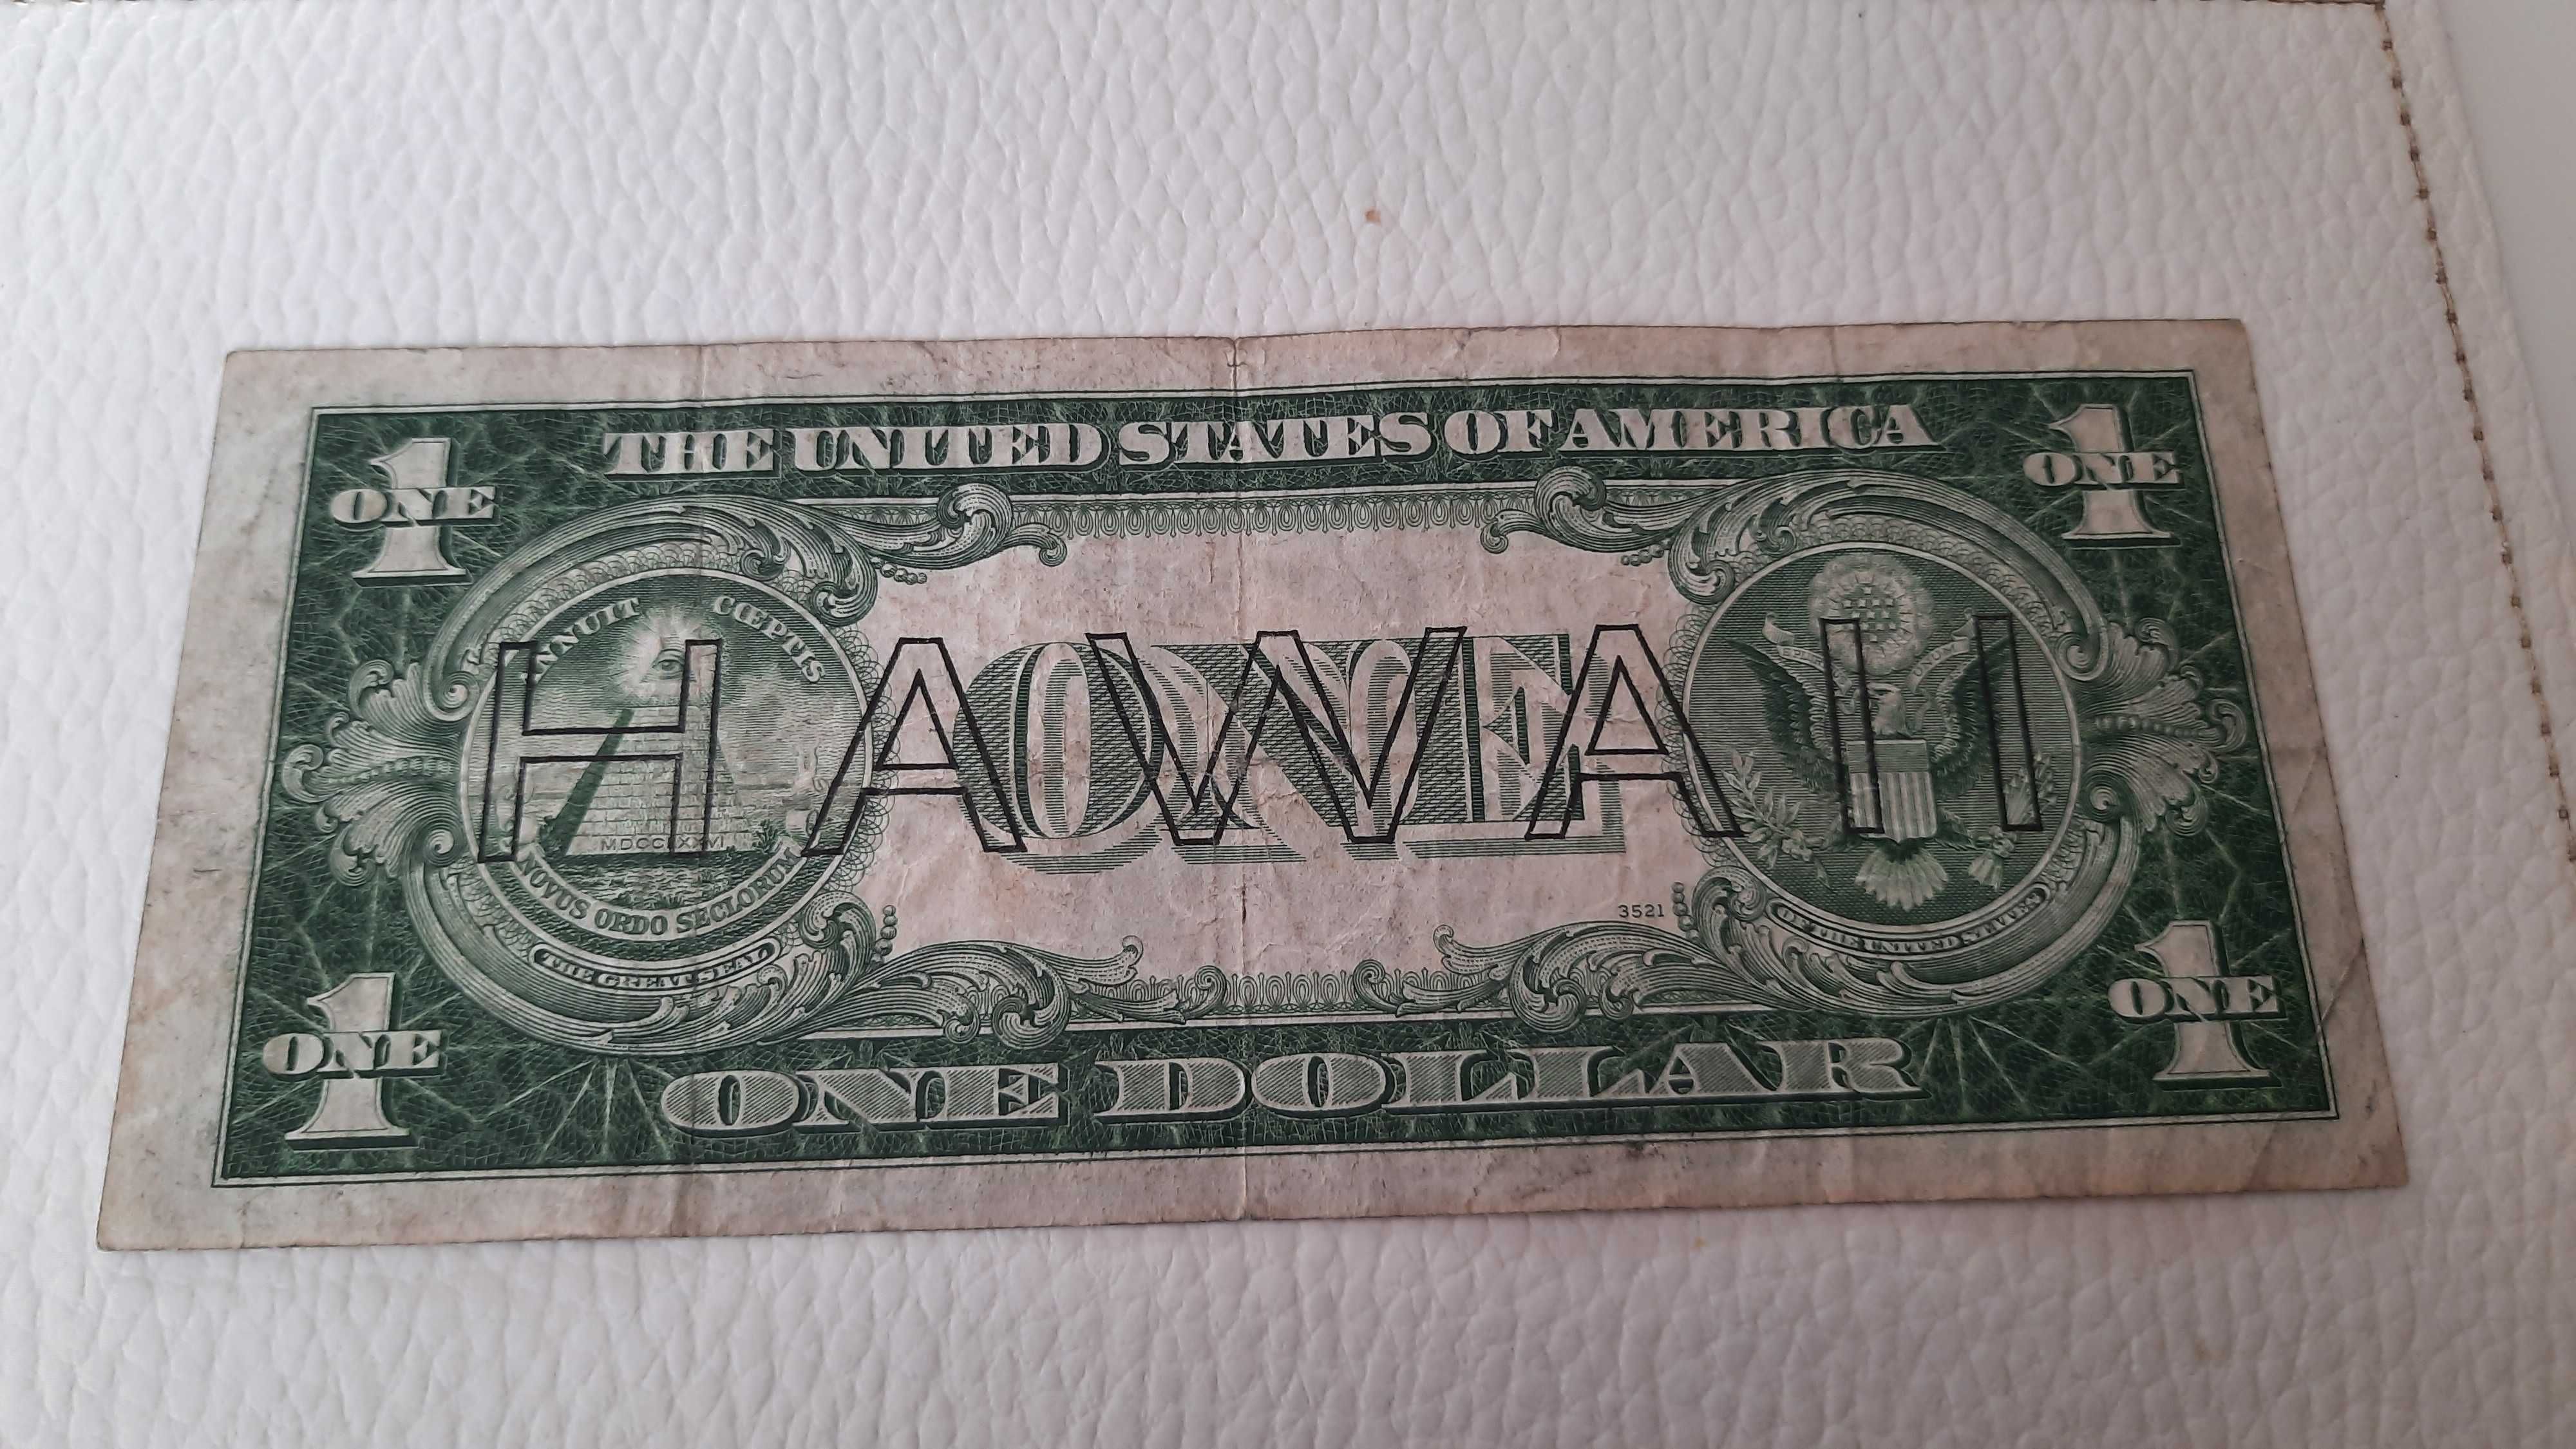 THE UNITED STATES OF AMERICA
1 ONE
1 ONE
ANNUIT COEPTIS
HAWAII
ONE
MDCCLXXVI
NOVUS ORDO SECLORUM
3521
THE GREAT SEAL
OF THE UNITED STATES
1 ONE
1 ONE
ONE DOLLAR